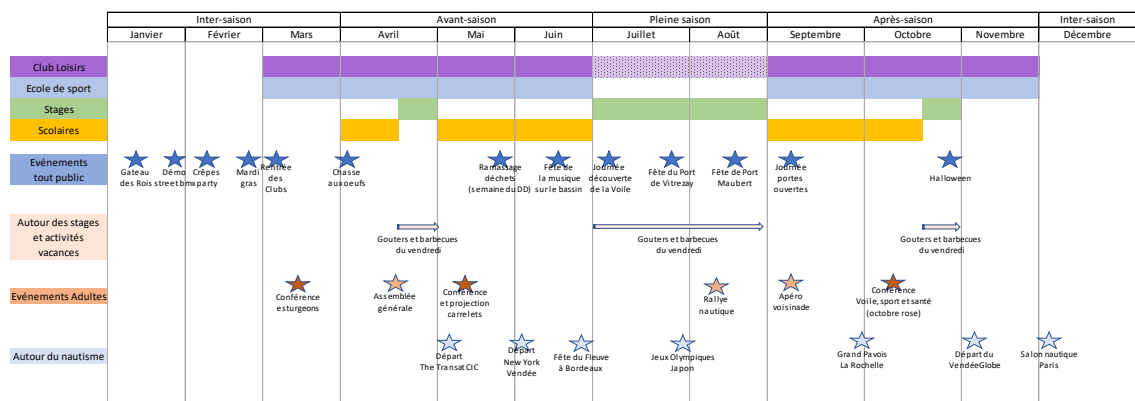 Inter-saison Avant-saison Pleine saison Après-saison Inter-saison
Janvier Février Mars Avril Mai Juin Juillet Août Septembre Octobre Novembre Décembre
Club Loisirs
Ecole de sport
Stages
Scolaires
Evénements
tout public
Gateau
des Rois
Démo
street bmx
Crêpes
party
Mardi
gras
Rentrée
des
Clubs
Chasse
aux oeufs
Ramassage
déchets
(semaine du DD)
Fête de
la musique
sur le bassin
Journée
découverte
de la Voile
Fête du Port
de Vitrezay
Fête de Port
Maubert
Journée
portes
ouvertes
Halloween
Autour des stages
et activités
vacances
Gouters et barbecues
du vendredi
Gouters et barbecues
du vendredi
Gouters et barbecues
du vendredi
Evénements Adultes
Conférence
esturgeons
Assemblée
générale
Conférence
et projection
carrelets
Rallye
nautique
Apéro
voisinade
Conférence
Voile, sport et santé
(octobre rose)
Autour du nautisme
Départ
The Transat CIC
Départ
New York
Vendée
Fête du Fleuve
à Bordeaux
Jeux Olympiques
Japon
Grand Pavois
La Rochelle
Départ du
Vendée Globe
Salon nautique
Paris